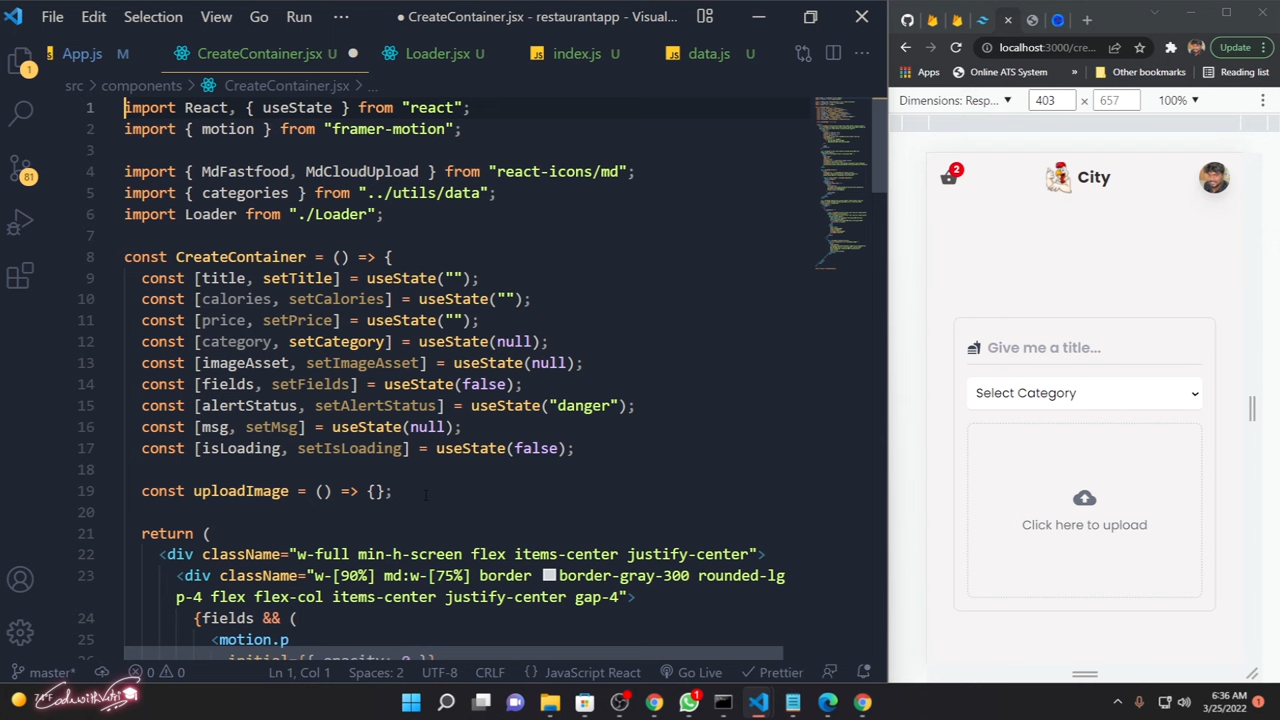 File Edit Selection View Go Run ··· ● CreateContainer.jsx - restaurantapp - Visual...
App.js M CreateContainer.jsx U ● Loader.jsx U index.js U data.js U ···
src > components > CreateContainer.jsx > ...
1 import React, { useState } from "react";
2 import { motion } from "framer-motion";
3
4 import { MdFastFood, MdCloudUpload } from "react-icons/md";
5 import { categories } from "../utils/data";
6 import Loader from "./Loader";
7
8 const CreateContainer = () => {
9 const [title, setTitle] = useState("");
10 const [calories, setCalories] = useState("");
11 const [price, setPrice] = useState("");
12 const [category, setCategory] = useState(null);
13 const [imageAsset, setImageAsset] = useState(null);
14 const [fields, setFields] = useState(false);
15 const [alertStatus, setAlertStatus] = useState("danger");
16 const [msg, setMsg] = useState(null);
17 const [isLoading, setIsLoading] = useState(false);
18
19 const uploadImage = () => {};
20
21 return (
22 <div className="w-full min-h-screen flex items-center justify-center">
23 <div className="w-[90%] md:w-[75%] border border-gray-300 rounded-lg
p-4 flex flex-col items-center justify-center gap-4">
24 {fields && (
25 <motion.p
26 initial={{ opacity: 0 }}
1
81
master* 0 0 Ln 1, Col 1 Spaces: 2 UTF-8 CRLF { } JavaScript React Go Live Prettier
localhost:3000/cre... Update
Apps Online ATS System... Other bookmarks Reading list
Dimensions: Resp... 403 × 657 100%
2 City
Give me a title...
Select Category
Click here to upload
CodewithVetri
1
6:36 AM
3/25/2022